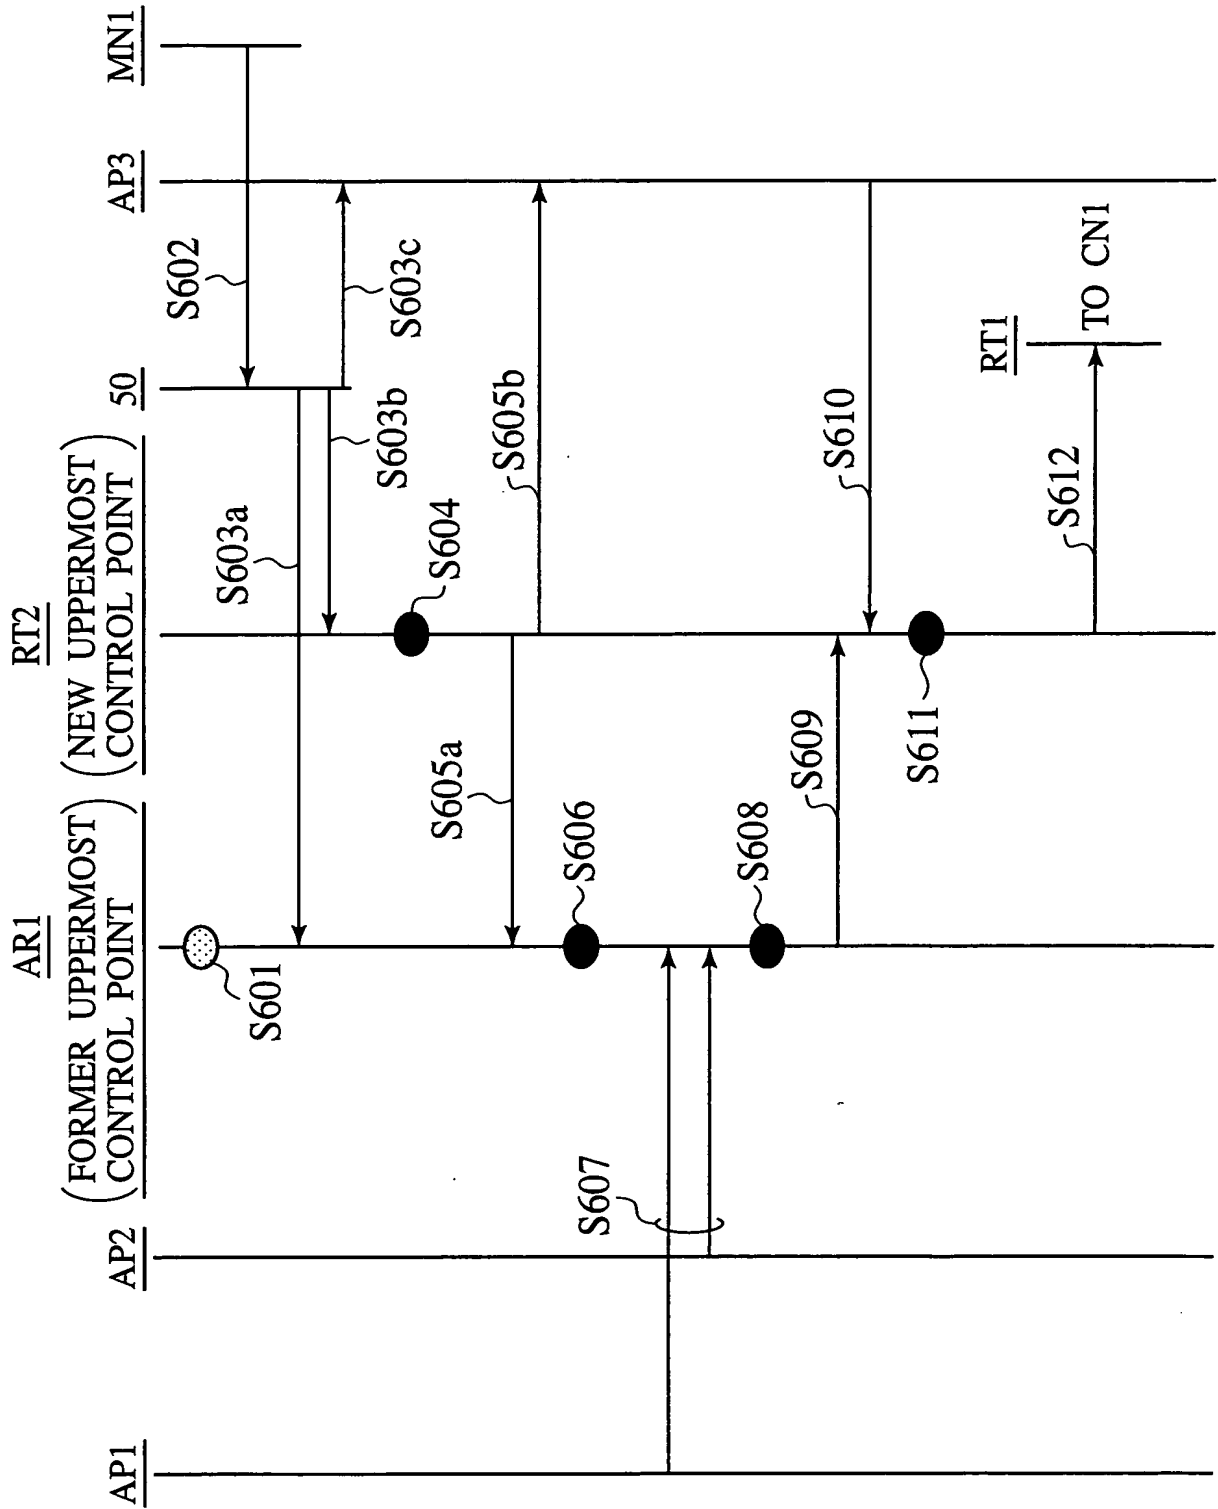 AP1
AP2
AR1
(FORMER UPPERMOST
CONTROL POINT)
RT2
(NEW UPPERMOST
CONTROL POINT)
50
AP3
MN1
S601
S602
S603a
S603b
S603c
S604
S605a
S605b
S606
S607
S608
S609
S610
S611
S612
RT1
TO CN1